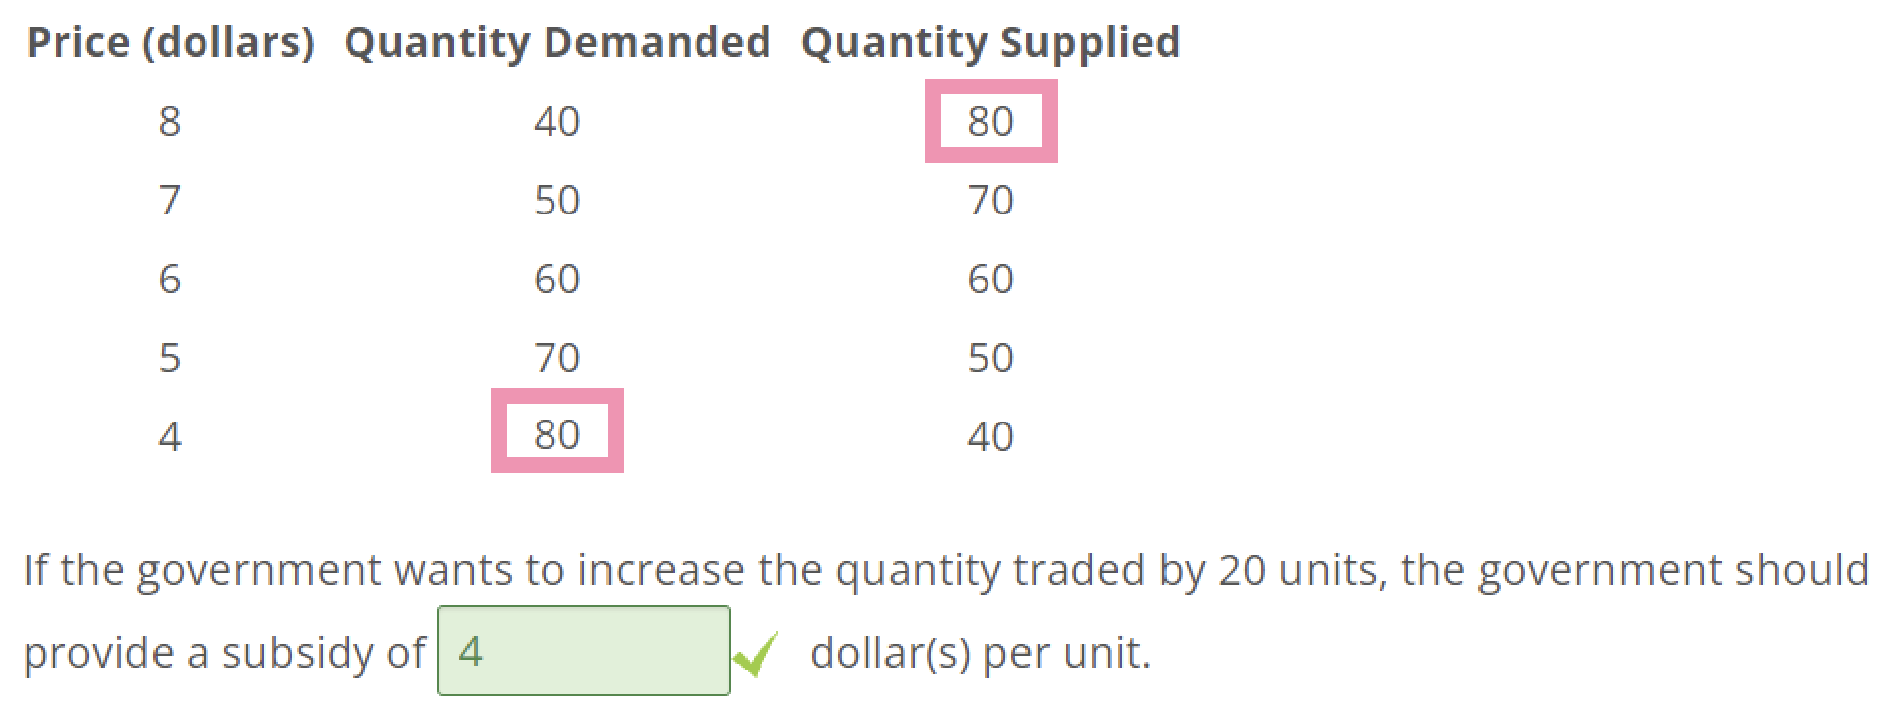 Price (dollars) Quantity Demanded Quantity Supplied
8 40 80
7 50 70
6 60 60
5 70 50
4 80 40
If the government wants to increase the quantity traded by 20 units, the government should
provide a subsidy of 4 dollar(s) per unit.